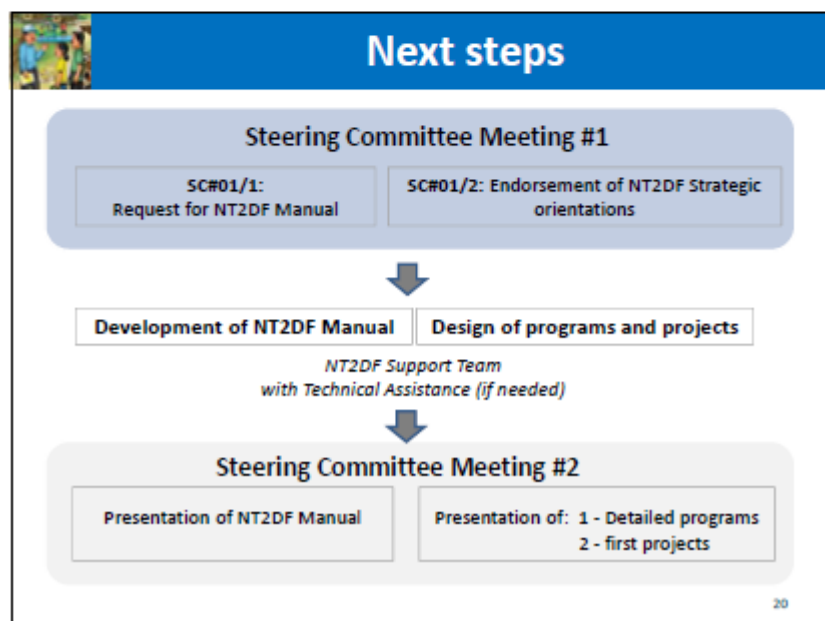 Next steps
Steering Committee Meeting #1
SC#01/1:
Request for NT2DF Manual
SC#01/2: Endorsement of NT2DF Strategic
orientations
Development of NT2DF Manual
Design of programs and projects
NT2DF Support Team
with Technical Assistance (if needed)
Steering Committee Meeting #2
Presentation of NT2DF Manual
Presentation of: 1 - Detailed programs
2 - first projects
20